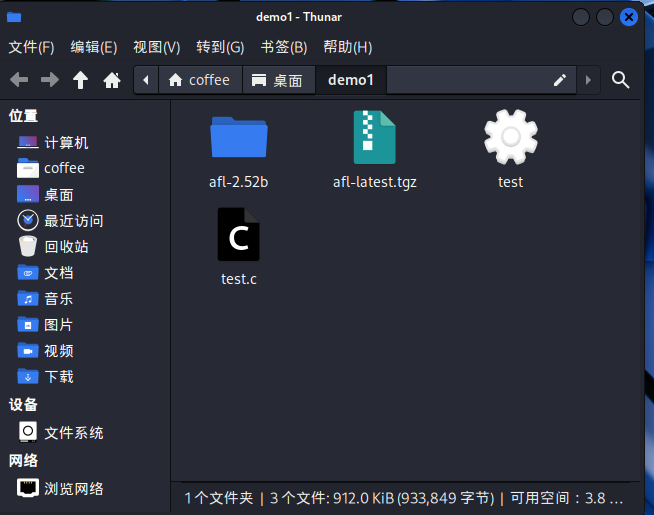 demo1 - Thunar
文件(F) 编辑(E) 视图(V) 转到(G) 书签(B) 帮助(H)
coffee 桌面 demo1
位置
计算机
coffee
桌面
最近访问
回收站
文档
音乐
图片
视频
下载
设备
文件系统
网络
浏览网络
afl-2.52b afl-latest.tgz test
C
test.c
1 个文件夹 | 3 个文件: 912.0 KiB (933,849 字节) | 可用空间：3.8 ...